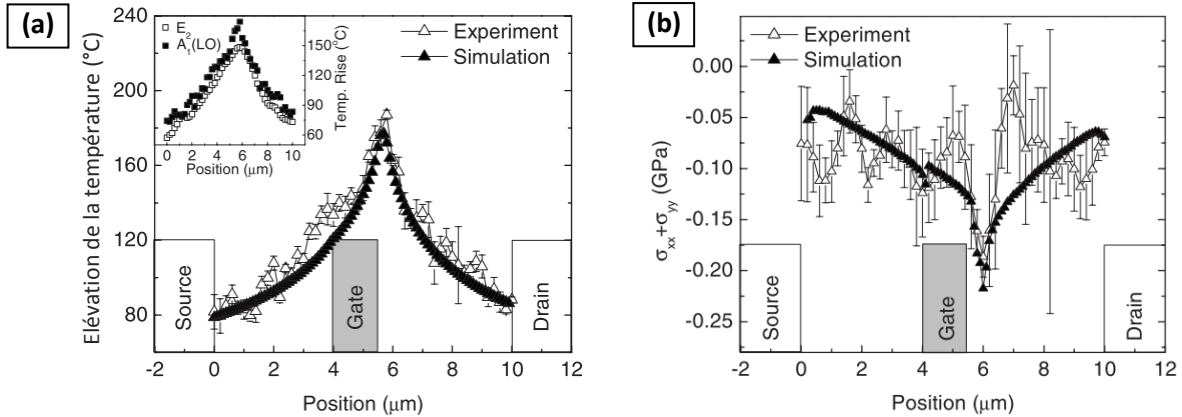 (a)
240
200
160
120
80
Elévation de la température (°C)
E2
A1(LO)
150
120
90
60
Temp. Rise (°C)
0 2 4 6 8 10
Position (μm)
Experiment
Simulation
Source
Gate
Drain
-2 0 2 4 6 8 10 12
Position (μm)
(b)
0.00
-0.05
-0.10
-0.15
-0.20
-0.25
σxx+σyy (GPa)
Experiment
Simulation
Source
Gate
Drain
-2 0 2 4 6 8 10 12
Position (μm)